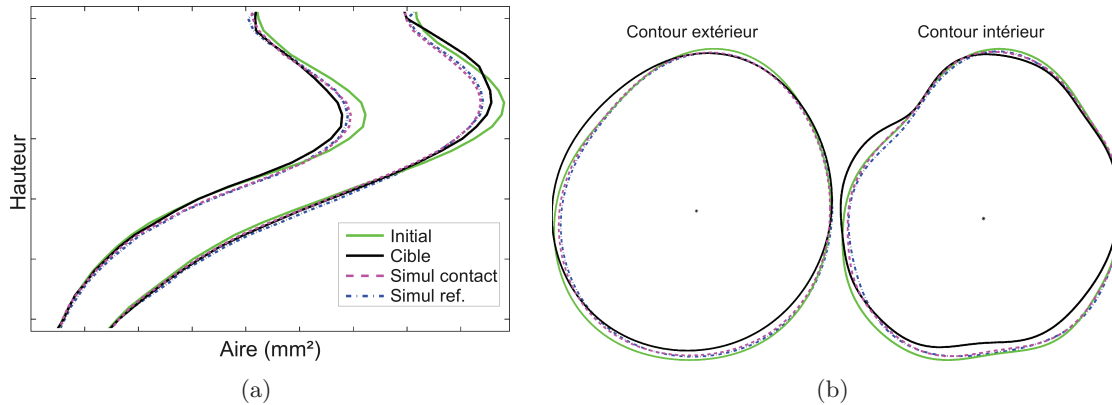 Hauteur
Initial
Cible
Simul contact
Simul ref.
Aire (mm²)
(a)
Contour extérieur
Contour intérieur
(b)